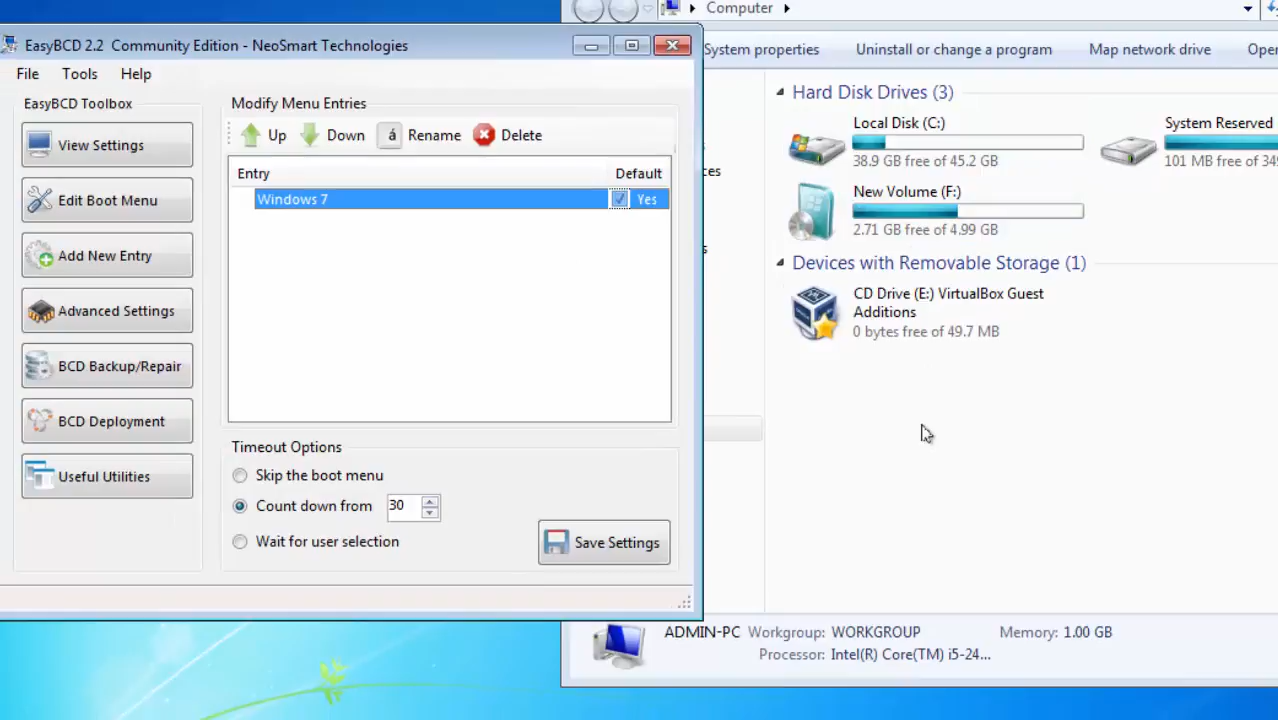 EasyBCD 2.2 Community Edition - NeoSmart Technologies
File Tools Help
EasyBCD Toolbox
View Settings
Edit Boot Menu
Add New Entry
Advanced Settings
BCD Backup/Repair
BCD Deployment
Useful Utilities
Modify Menu Entries
Up Down á Rename Delete
Entry Default
Windows 7 Yes
Timeout Options
Skip the boot menu
Count down from 30
Wait for user selection
Save Settings
Computer
System properties Uninstall or change a program Map network drive
Hard Disk Drives (3)
Local Disk (C:)
38.9 GB free of 45.2 GB
System Reserved
101 MB free of
New Volume (F:)
2.71 GB free of 4.99 GB
Devices with Removable Storage (1)
CD Drive (E:) VirtualBox Guest
Additions
0 bytes free of 49.7 MB
ADMIN-PC Workgroup: WORKGROUP Memory: 1.00 GB
Processor: Intel(R) Core(TM) i5-24...